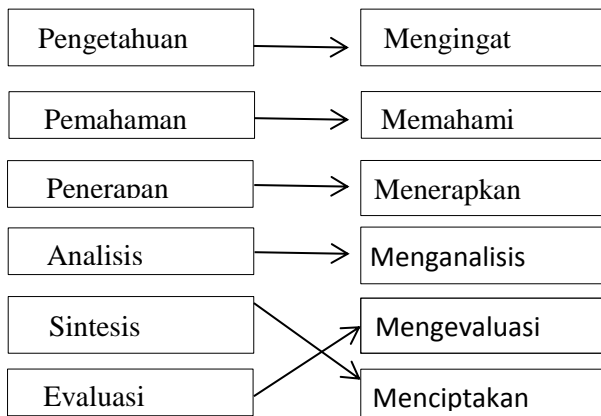 Pengetahuan
Mengingat
Pemahaman
Memahami
Penerapan
Menerapkan
Analisis
Menganalisis
Sintesis
Mengevaluasi
Evaluasi
Menciptakan